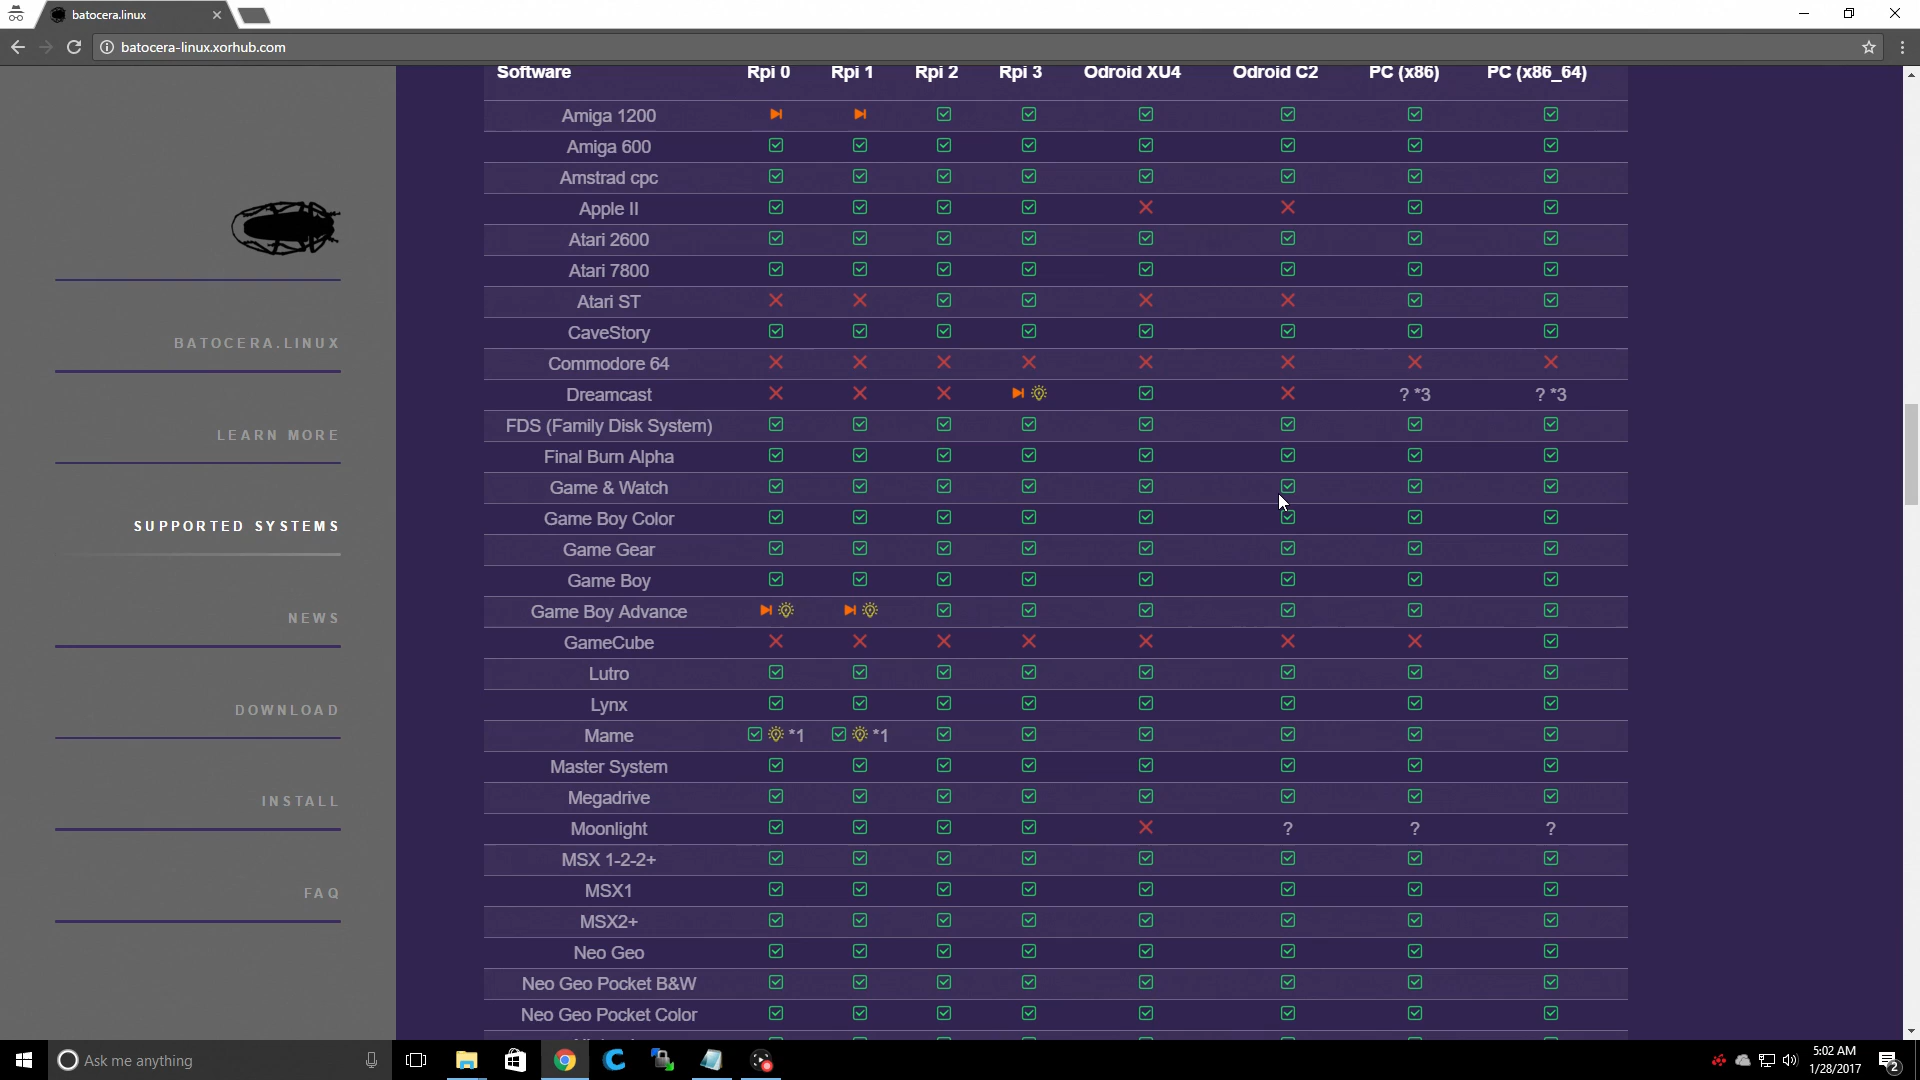 batocera.linux
batocera-linux.xorhub.com
Software Rpi 0 Rpi 1 Rpi 2 Rpi 3 Odroid XU4 Odroid C2 PC (x86) PC (x86_64)
Amiga 1200
Amiga 600
Amstrad cpc
Apple II
Atari 2600
Atari 7800
Atari ST
CaveStory
Commodore 64
Dreamcast ? *3 ? *3
FDS (Family Disk System)
Final Burn Alpha
Game & Watch
Game Boy Color
Game Gear
Game Boy
Game Boy Advance
GameCube
Lutro
Lynx
Mame *1 *1
Master System
Megadrive
Moonlight ? ? ?
MSX 1-2-2+
MSX1
MSX2+
Neo Geo
Neo Geo Pocket B&W
Neo Geo Pocket Color
BATOCERA.LINUX
LEARN MORE
SUPPORTED SYSTEMS
NEWS
DOWNLOAD
INSTALL
FAQ
Ask me anything
5:02 AM
1/28/2017
2